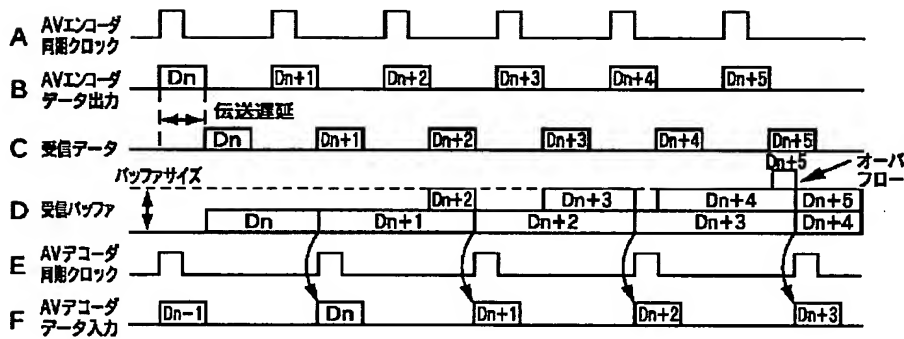 A AVエンコーダ
同期クロック
B AVエンコーダ
データ出力
Dn Dn+1 Dn+2 Dn+3 Dn+4 Dn+5
伝送遅延
C 受信データ
Dn Dn+1 Dn+2 Dn+3 Dn+4 Dn+5
バッファサイズ
Dn+5
オーバ
フロー
D 受信バッファ
Dn+2 Dn+3 Dn+4 Dn+5
Dn Dn+1 Dn+2 Dn+3 Dn+4
E AVデコーダ
同期クロック
F AVデコーダ
データ入力
Dn-1 Dn Dn+1 Dn+2 Dn+3